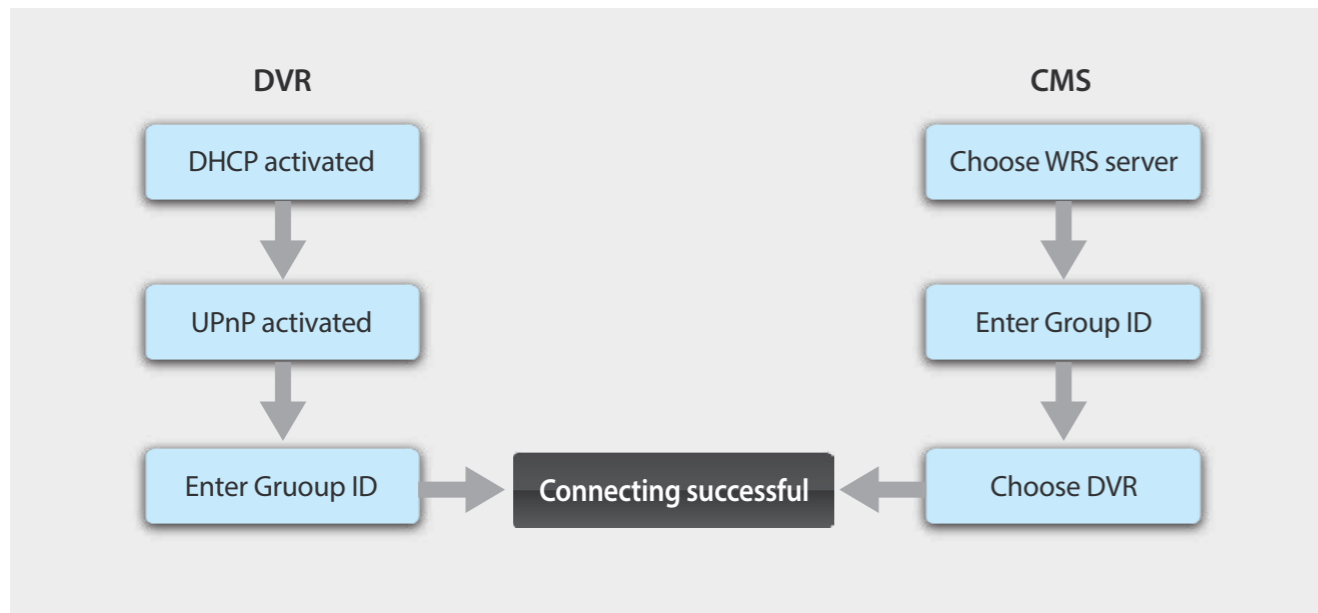 DVR
CMS
DHCP activated
Choose WRS server
UPnP activated
Enter Group ID
Enter Gruoup ID
Connecting successful
Choose DVR